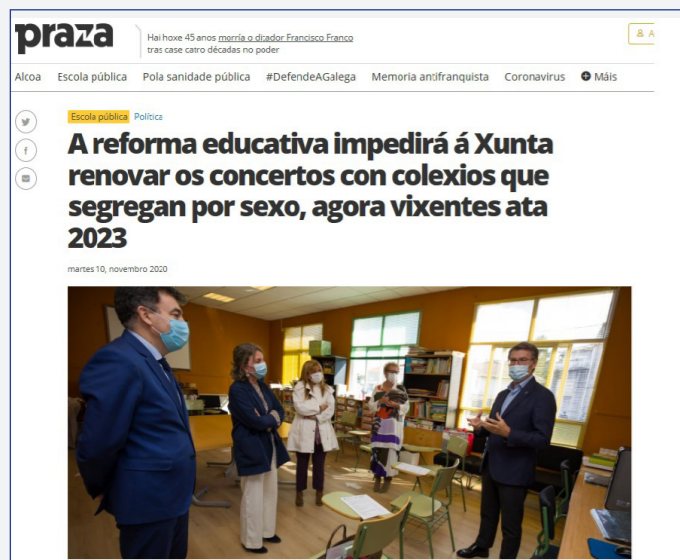 praza
Hai hoxe 45 anos morría o ditador Francisco Franco
tras case catro décadas no poder
A
Alcoa Escola pública Pola sanidade pública #DefendeAGalega Memoria antifranquista Coronavirus Máis
Escola pública Política
A reforma educativa impedirá á Xunta
renovar os concertos con colexios que
segregan por sexo, agora vixentes ata
2023
martes 10, novembro 2020